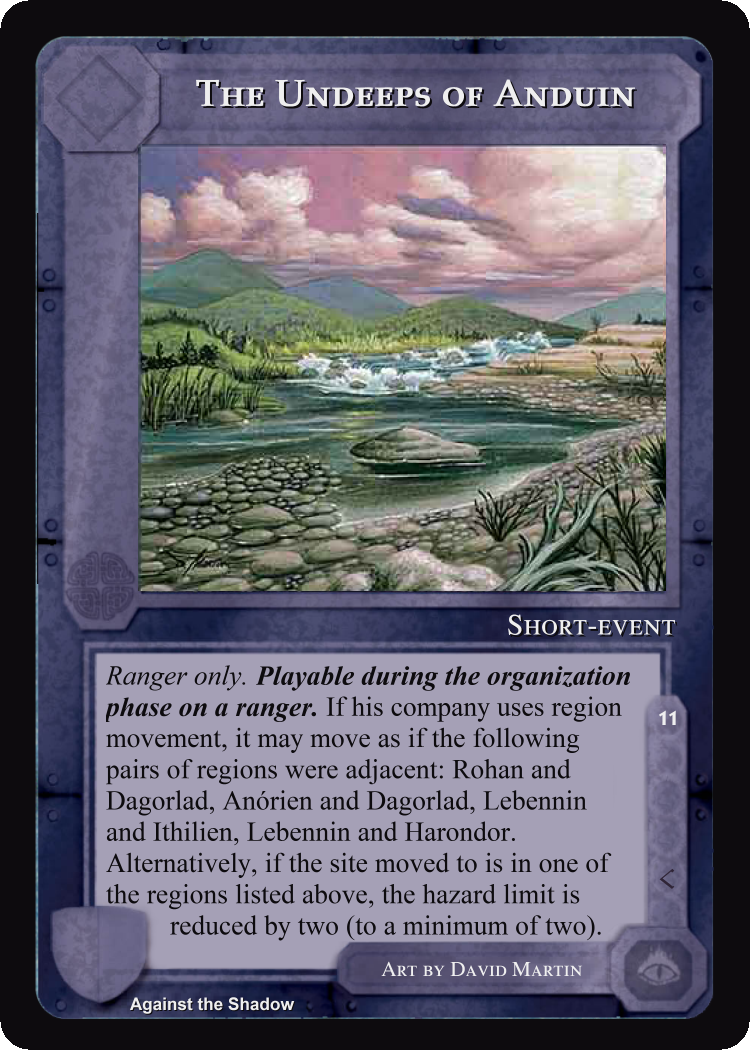 The Undeeps of Anduin
Short-event
Ranger only. Playable during the organization
phase on a ranger. If his company uses region
movement, it may move as if the following
pairs of regions were adjacent: Rohan and
Dagorlad, Anórien and Dagorlad, Lebennin
and Ithilien, Lebennin and Harondor.
Alternatively, if the site moved to is in one of
the regions listed above, the hazard limit is
reduced by two (to a minimum of two).
11
Art by David Martin
Against the Shadow